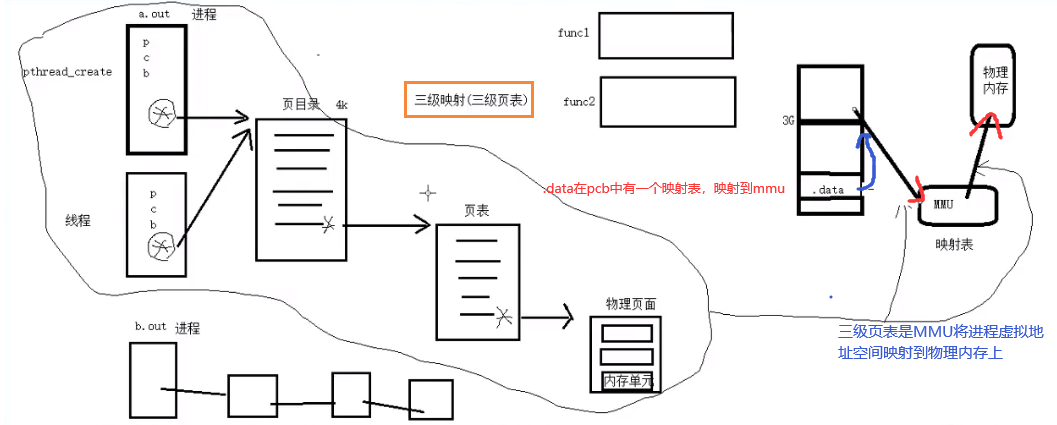 a.out 进程
p
c
b
pthread_create
页目录 4k
三级映射(三级页表)
func1
func2
3G
物理
内存
.data在pcb中有一个映射表，映射到mmu
.data
MMU
映射表
线程
p
c
b
页表
物理页面
内存单元
三级页表是MMU将进程虚拟地
址空间映射到物理内存上
b.out 进程